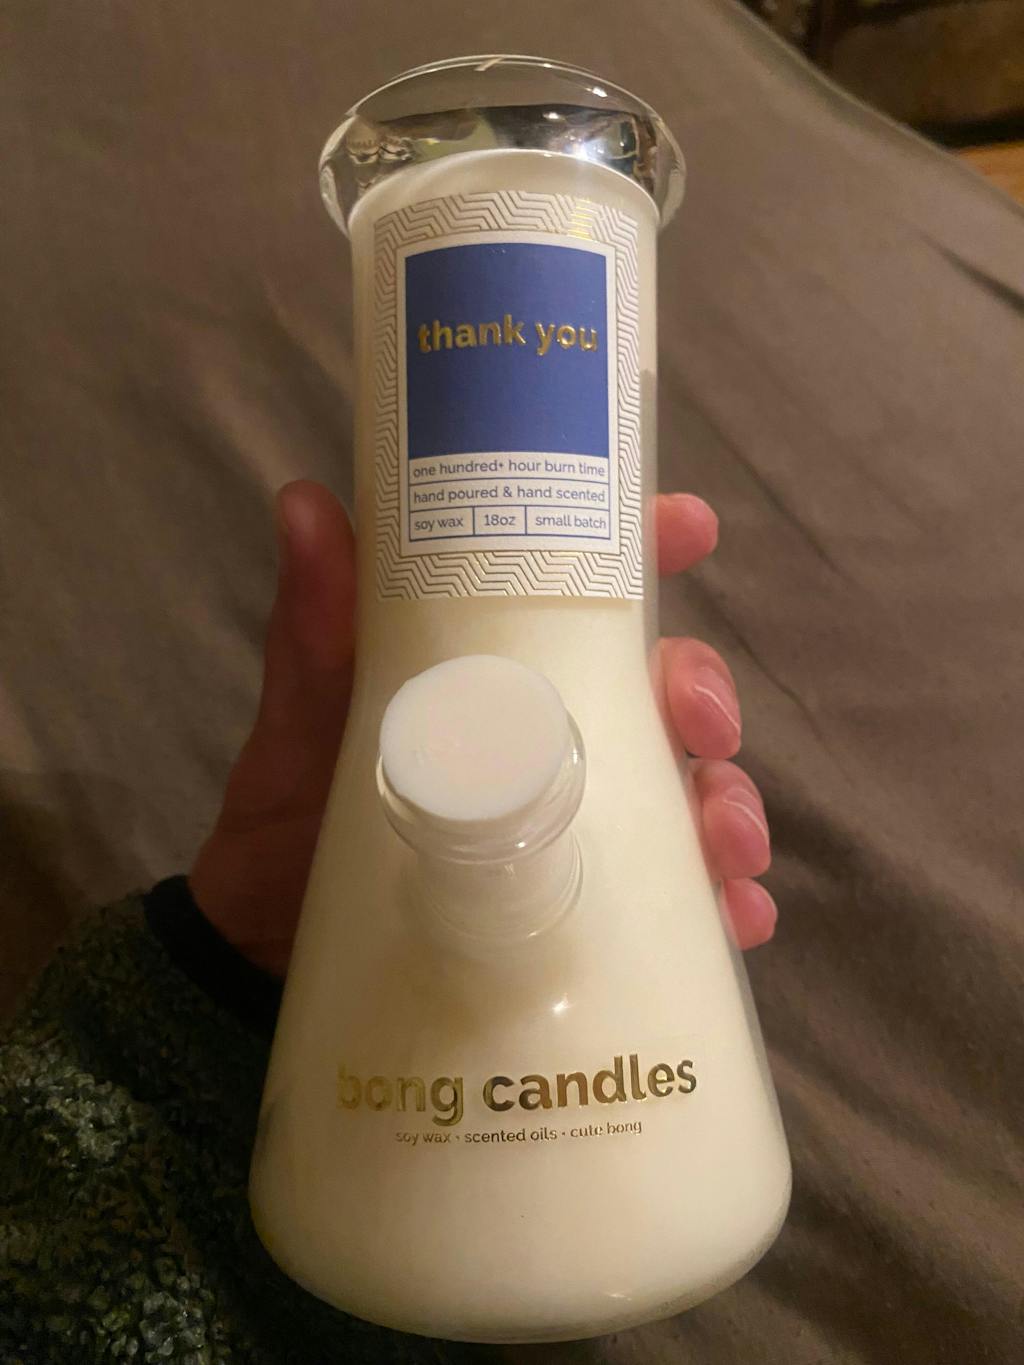 thank you
one hundred+ hour burn time
hand poured & hand scented
soy wax 18oz small batch
bong candles
soy wax • scented oils • cute bong